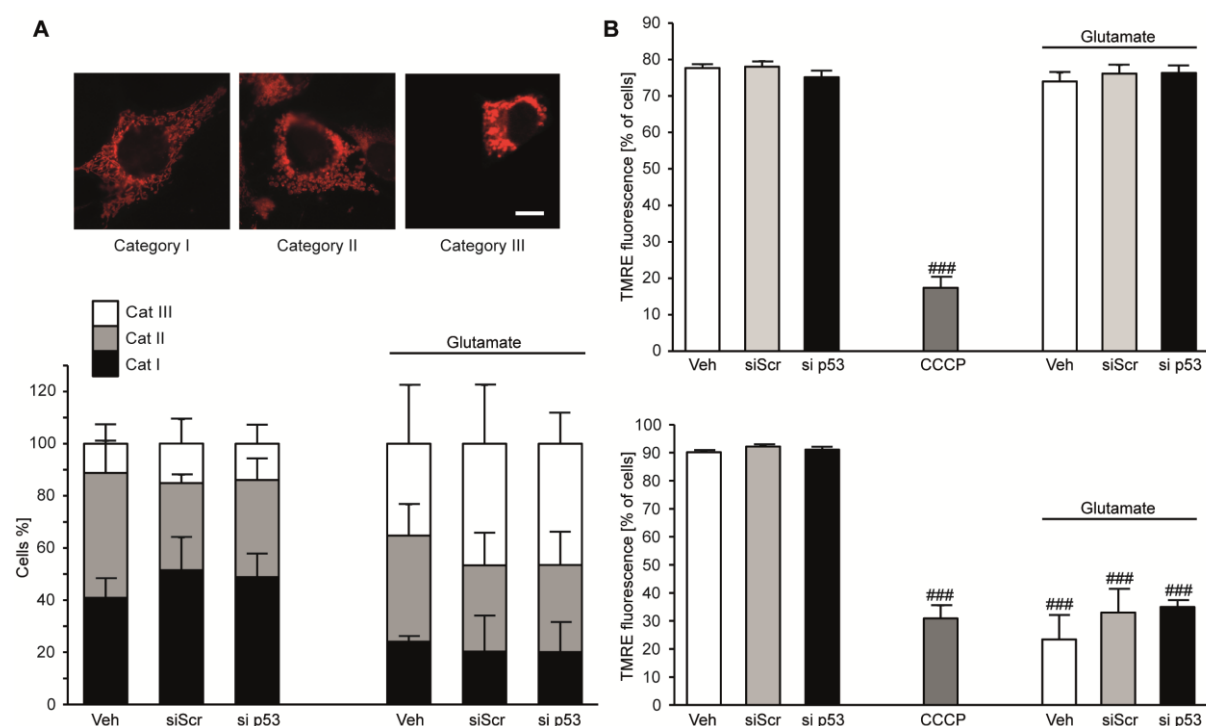 A
Category I Category II Category III
Cat III
Cat II
Cat I
Glutamate
Cells %]
120
100
80
60
40
20
0
Veh siScr si p53 Veh siScr si p53
B
Glutamate
TMRE fluorescence [% of cells]
90
80
70
60
50
40
30
20
10
0
###
Veh siScr si p53 CCCP Veh siScr si p53
TMRE fluorescence [% of cells]
100
90
80
70
60
50
40
30
20
10
0
Glutamate
### ### ### ###
Veh siScr si p53 CCCP Veh siScr si p53